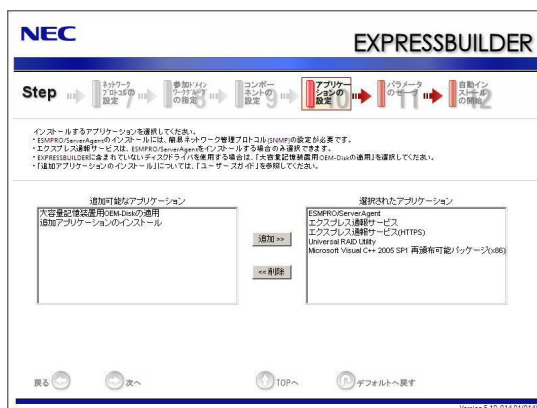 NEC
EXPRESSBUILDER
Step
ネットワーク
プロトコルの
設定 7
参加ドメイン
ワークグループ
の指定 8
コンポー
ネントの
設定 9
アプリケー
ションの
設定 10
パラメータ
のセーブ 11
自動イン
ストール
の開始 12
インストールするアプリケーションを選択してください。
・ESMPRO/ServerAgentのインストールには、簡易ネットワーク管理プロトコル(SNMP)の設定が必要です。
・エクスプレス通報サービスは、ESMPRO/ServerAgentをインストールする場合のみ選択できます。
・EXPRESSBUILDERに含まれていないディスクドライバを使用する場合は、「大容量記憶装置用OEM-Diskの適用」を選択してください。
・「追加アプリケーションのインストール」については、「ユーザーズガイド」を参照してください。
追加可能なアプリケーション
大容量記憶装置用OEM-Diskの適用
追加アプリケーションのインストール
追加 >>
<< 削除
選択されたアプリケーション
ESMPRO/ServerAgent
エクスプレス通報サービス
エクスプレス通報サービス(HTTPS)
Universal RAID Utility
Microsoft Visual C++ 2005 SP1 再頒布可能パッケージ(x86)
戻る
次へ
TOPへ
デフォルトへ戻す